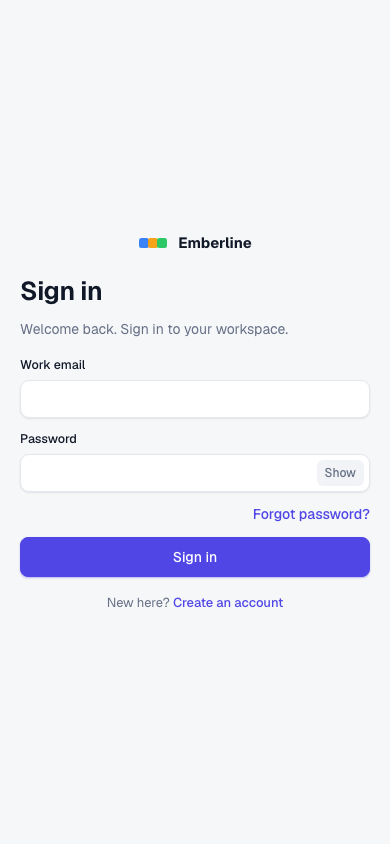 Emberline
Sign in
Welcome back. Sign in to your workspace.
Work email
Password
Show
Forgot password?
Sign in
New here? Create an account